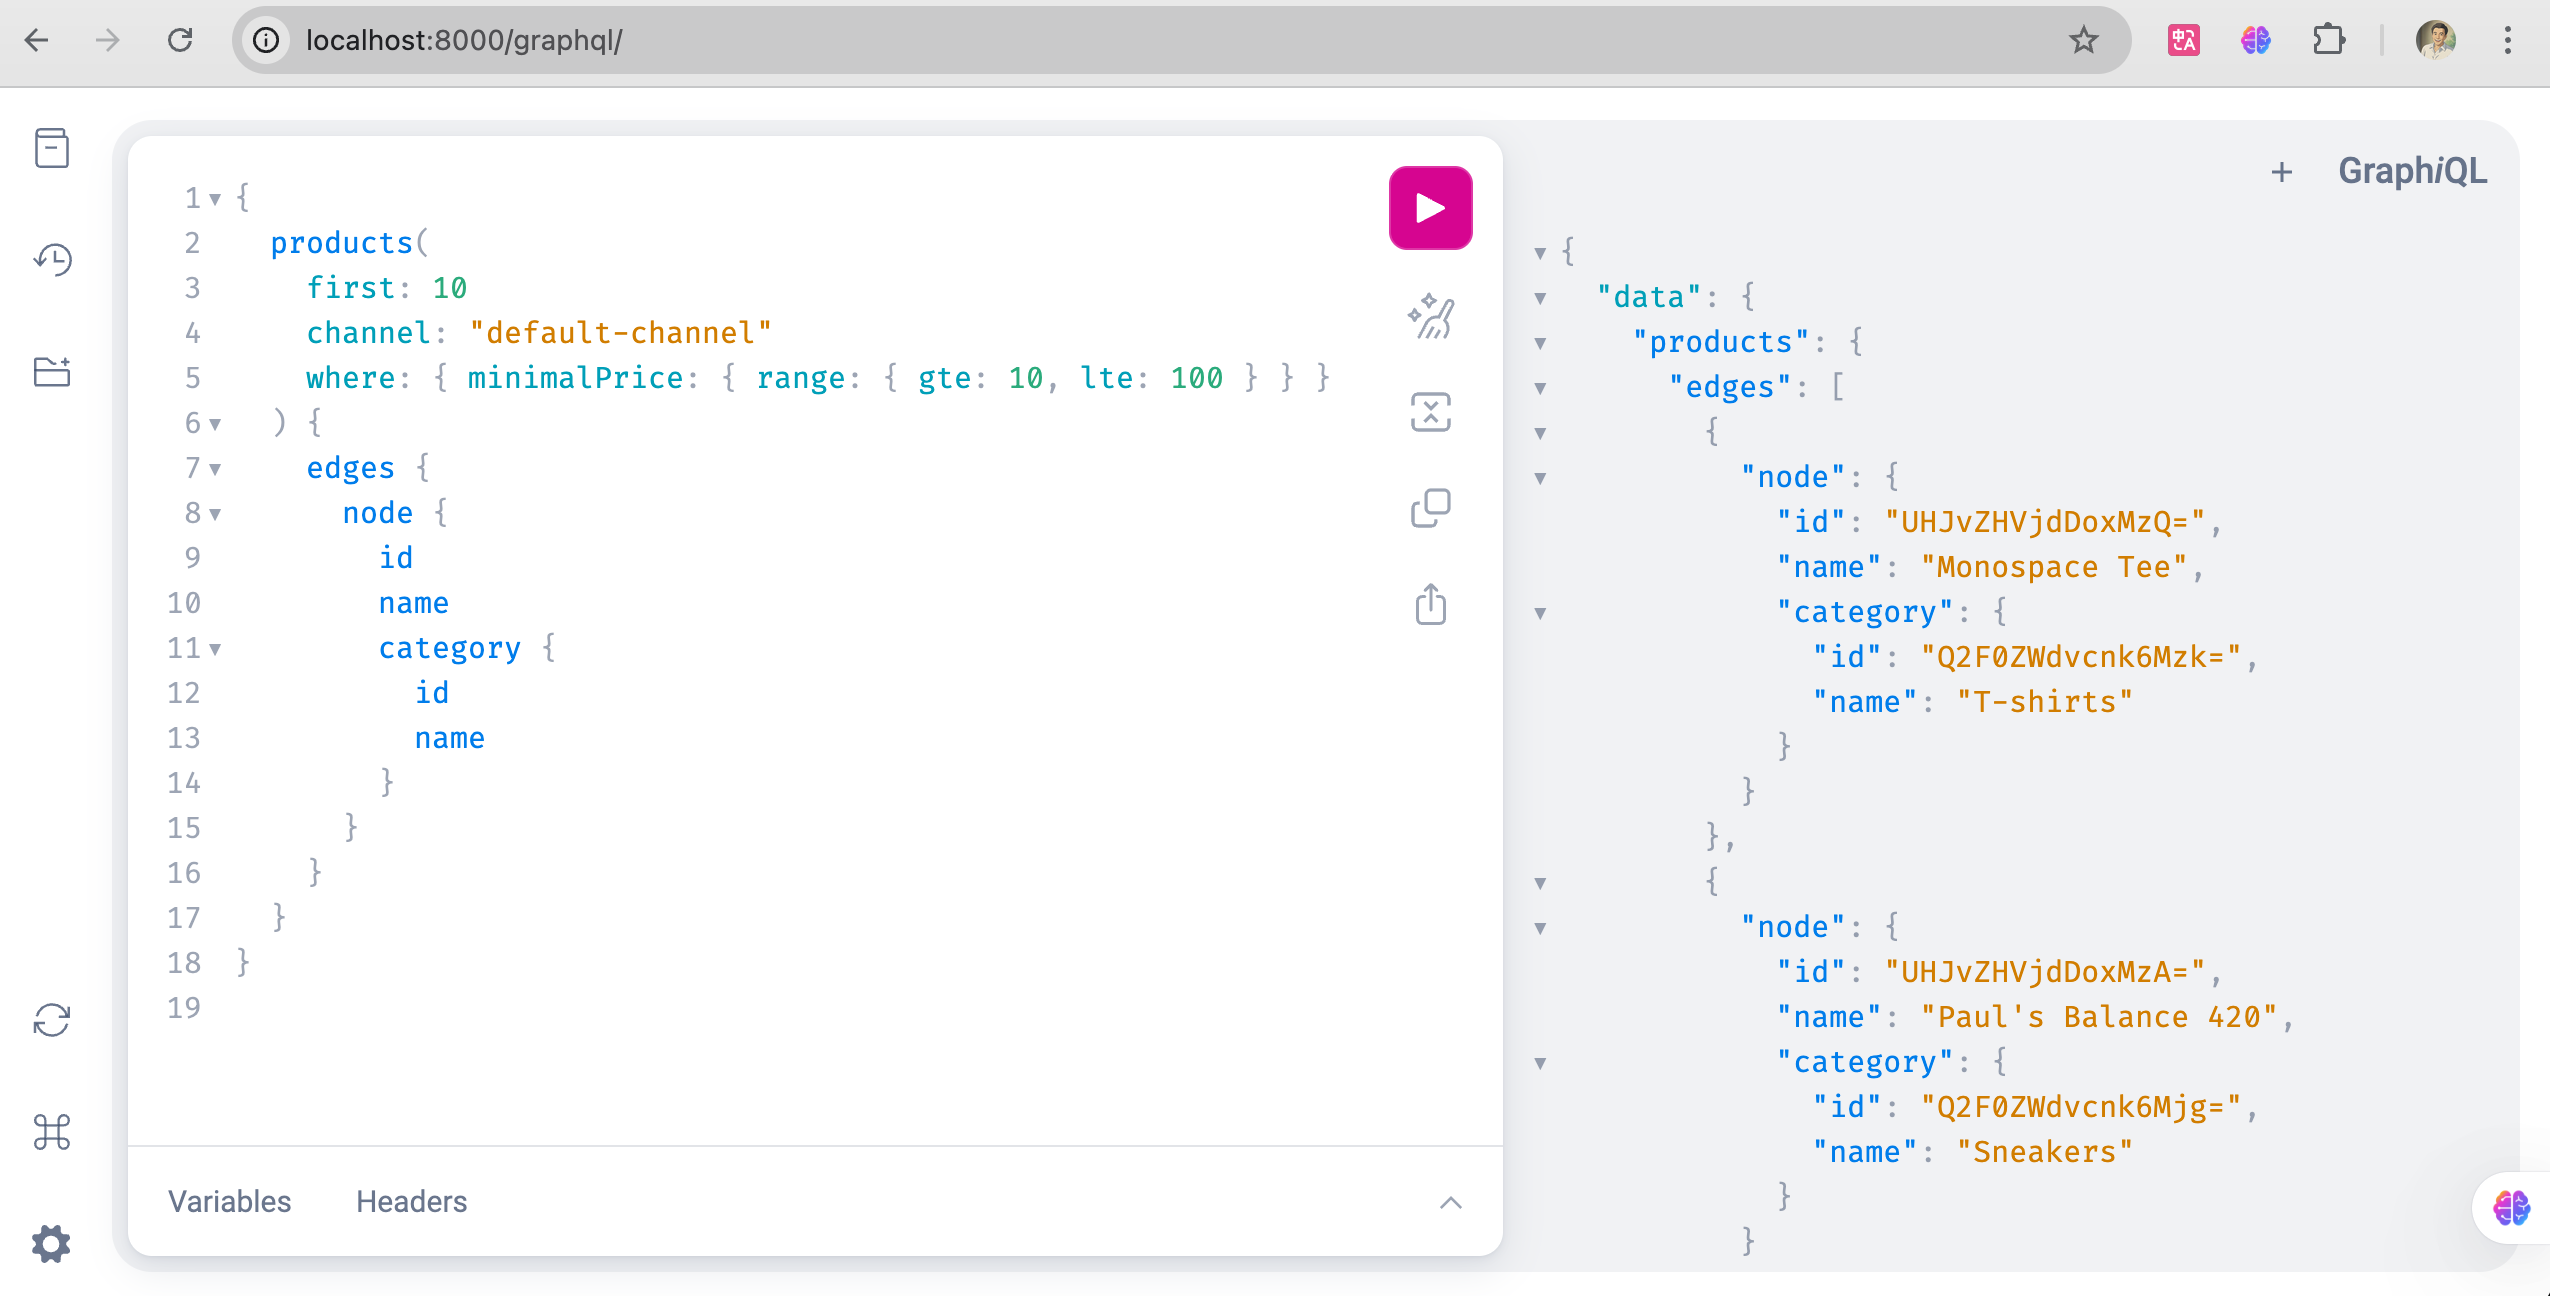 localhost:8000/graphql/
中A
1 {
2 products(
3 first: 10
4 channel: "default-channel"
5 where: { minimalPrice: { range: { gte: 10, lte: 100 } } }
6 ) {
7 edges {
8 node {
9 id
10 name
11 category {
12 id
13 name
14 }
15 }
16 }
17 }
18 }
19
Variables Headers
+ GraphiQL
{
"data": {
"products": {
"edges": [
{
"node": {
"id": "UHJvZHVjdDoxMzQ=",
"name": "Monospace Tee",
"category": {
"id": "Q2F0ZWdvcnk6Mzk=",
"name": "T-shirts"
}
}
},
{
"node": {
"id": "UHJvZHVjdDoxMzA=",
"name": "Paul's Balance 420",
"category": {
"id": "Q2F0ZWdvcnk6Mjg=",
"name": "Sneakers"
}
}